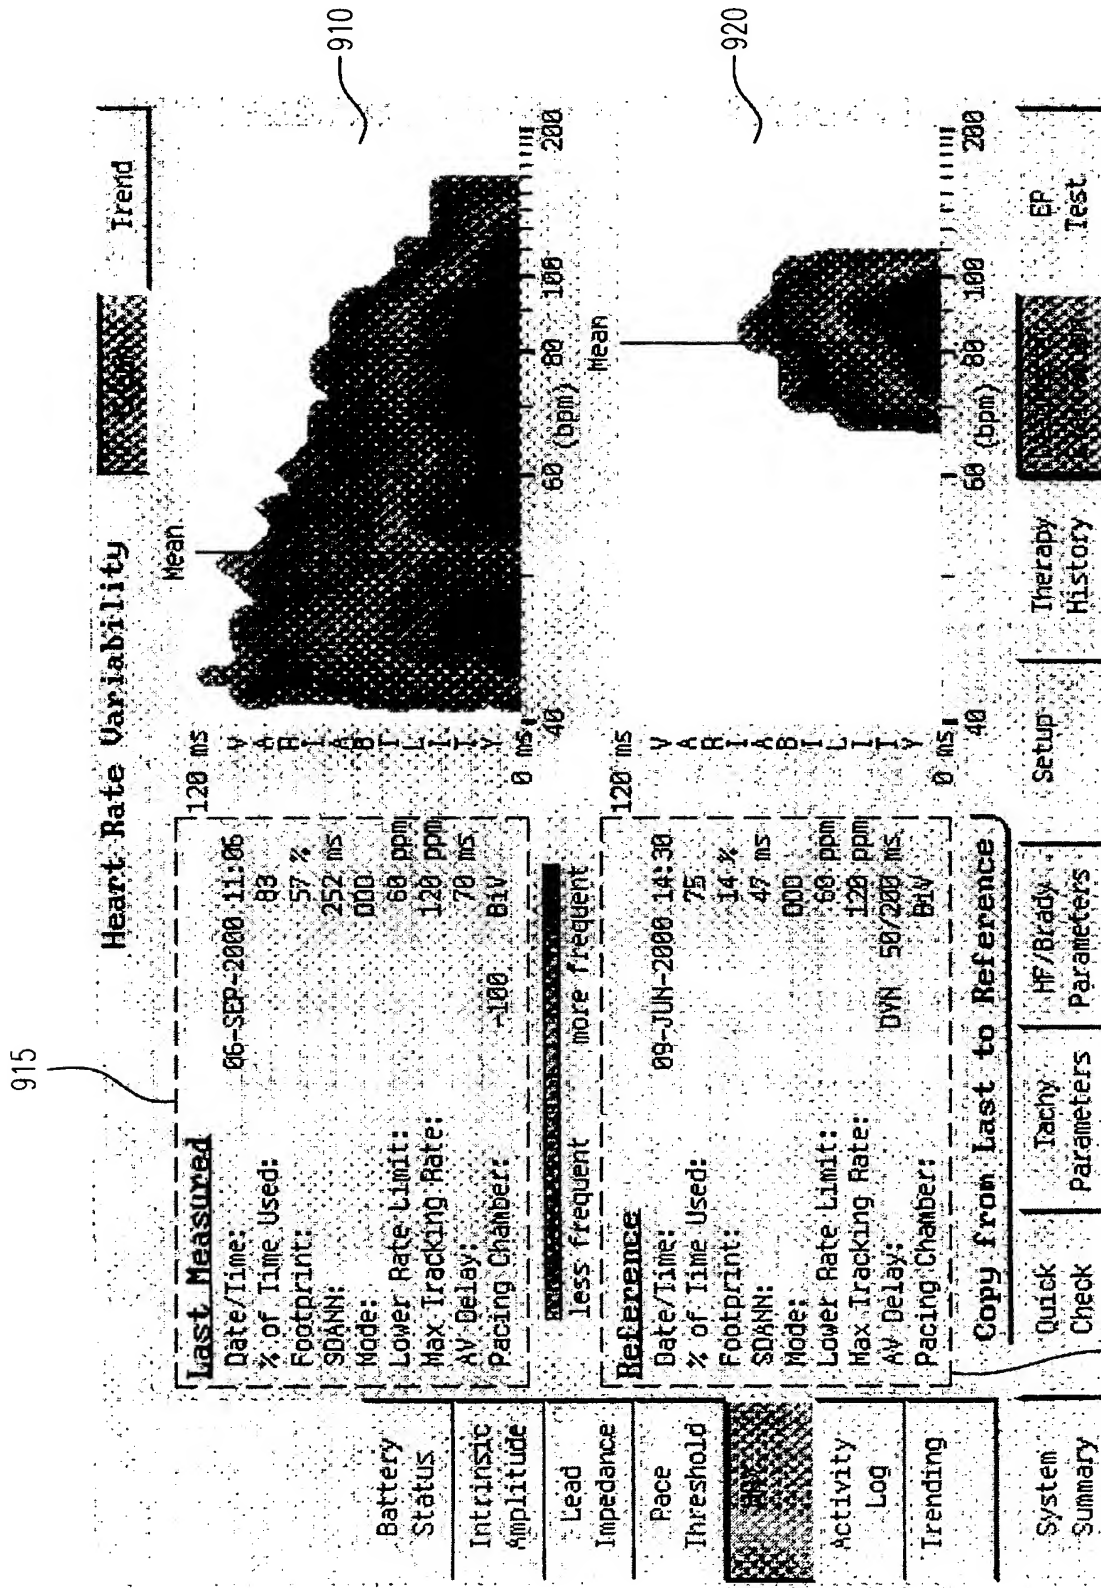 915
Heart Rate Variability
Trend
Last Measured
Date/Time: 06-SEP-2000 11:06
% of Time Used: 83
Footprint: 57 %
SDANN: 252 ms
Mode: DDD
Lower Rate Limit: 60 ppm
Max Tracking Rate: 120 ppm
AV Delay: 70 ms
Pacing Chamber: -100 BiV
120 ms
VARIABILITY
0 ms
Mean
40 60 (bpm) 80 100 200
910
less frequent more frequent
Reference
Date/Time: 09-JUN-2000 14:30
% of Time Used: 75
Footprint: 14 %
SDANN: 47 ms
Mode: DDD
Lower Rate Limit: 60 ppm
Max Tracking Rate: 120 ppm
AV Delay: DYN 50/200 ms
Pacing Chamber: BiV
120 ms
VARIABILITY
0 ms
Mean
40 60 (bpm) 80 100 200
920
Copy from Last to Reference
Battery
Status
Intrinsic
Amplitude
Lead
Impedance
Pace
Threshold
Activity
Log
Trending
System
Summary
Quick
Check
Tachy
Parameters
HF/Brady
Parameters
Setup
Therapy
History
EP
Test